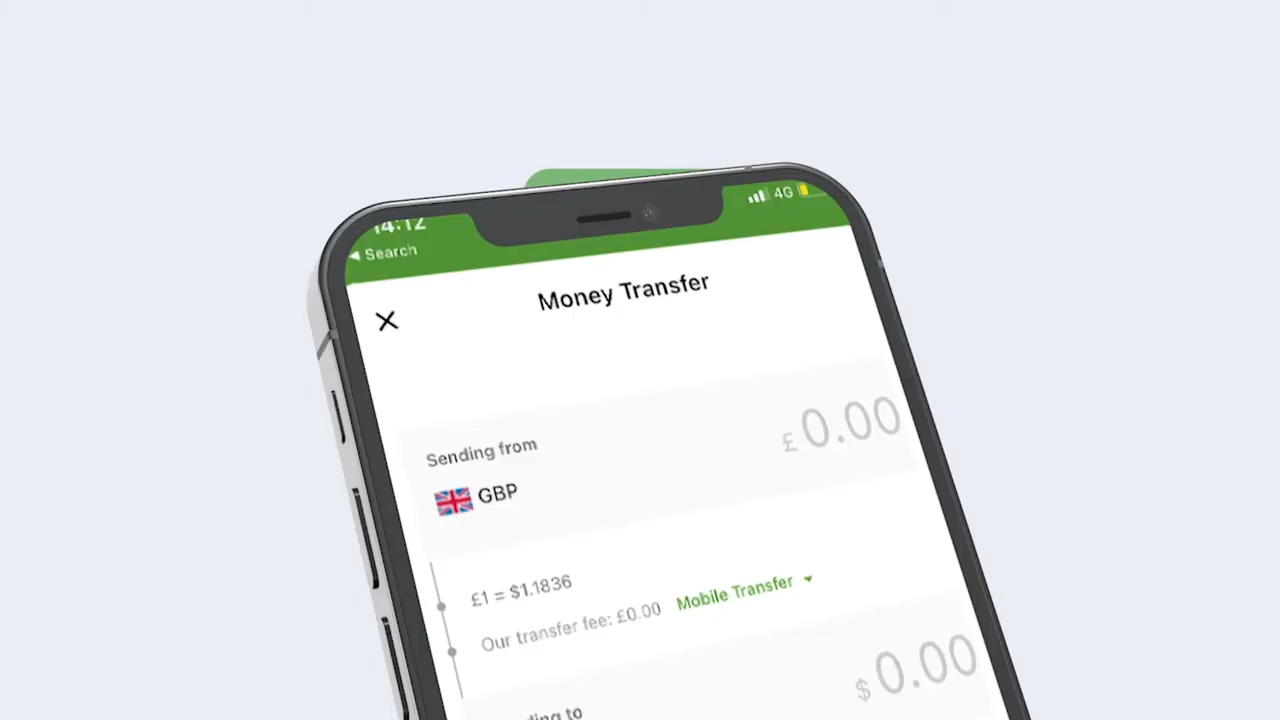 14:12
4G
Search
Money Transfer
Sending from
£ 0.00
GBP
£1 = $1.1836
Our transfer fee: £0.00 Mobile Transfer
$ 0.00
to